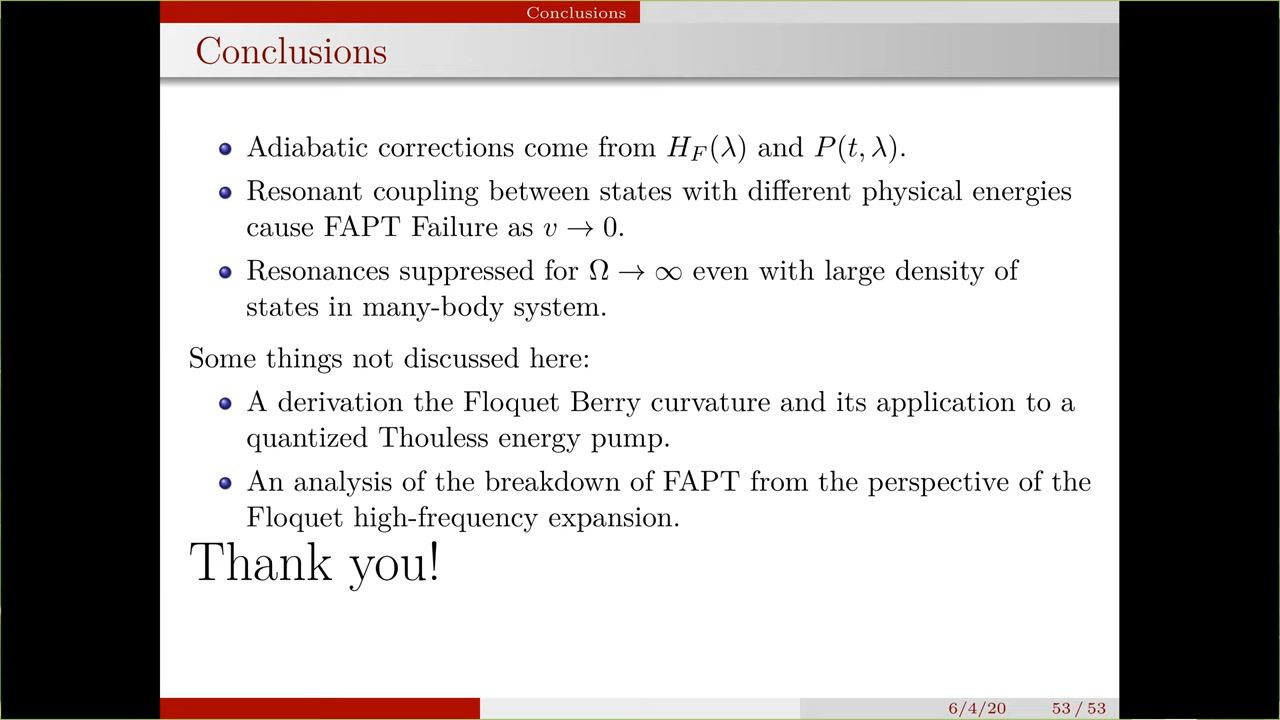 Conclusions
Conclusions
Adiabatic corrections come from H_F(λ) and P(t, λ).
Resonant coupling between states with different physical energies
cause FAPT Failure as v → 0.
Resonances suppressed for Ω → ∞ even with large density of
states in many-body system.
Some things not discussed here:
A derivation the Floquet Berry curvature and its application to a
quantized Thouless energy pump.
An analysis of the breakdown of FAPT from the perspective of the
Floquet high-frequency expansion.
Thank you!
6/4/20 53 / 53